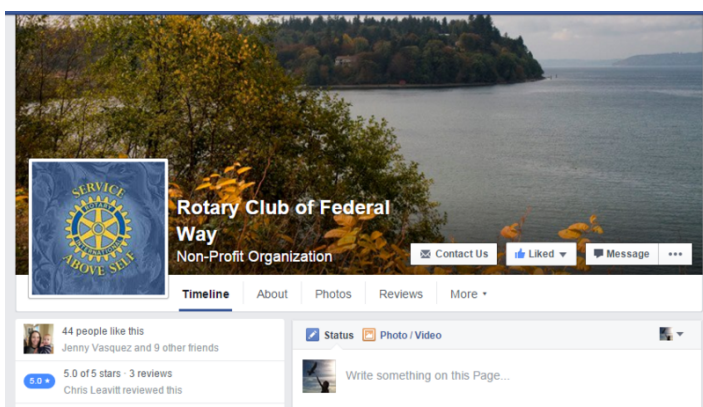 SERVICE
ROTARY
INTERNATIONAL
ABOVE SELF
Rotary Club of Federal
Way
Non-Profit Organization
Contact Us
Liked
Message
Timeline About Photos Reviews More
44 people like this
Jenny Vasquez and 9 other friends
5.0 ★
5.0 of 5 stars · 3 reviews
Chris Leavitt reviewed this
Status Photo / Video
Write something on this Page...